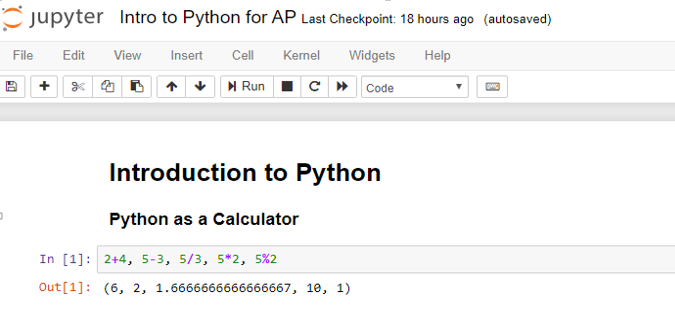 jupyter Intro to Python for AP Last Checkpoint: 18 hours ago (autosaved)
File Edit View Insert Cell Kernel Widgets Help
Run Code
Introduction to Python
Python as a Calculator
In [1]: 2+4, 5-3, 5/3, 5*2, 5%2
Out[1]: (6, 2, 1.6666666666666667, 10, 1)